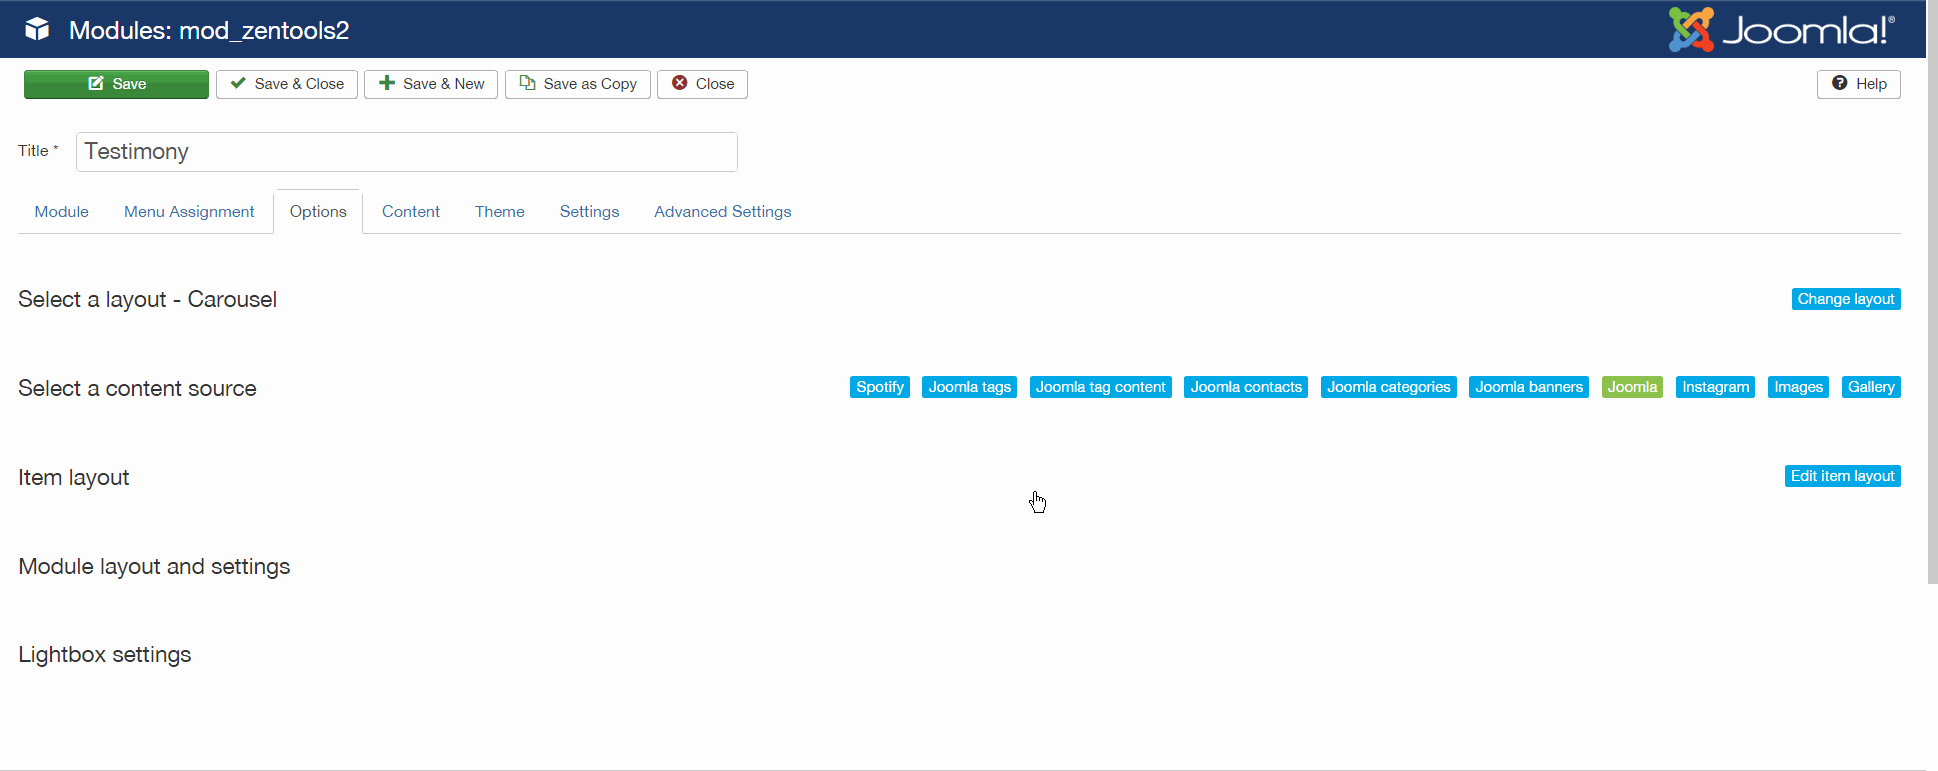 Modules: mod_zentools2
Joomla!®
Save
Save & Close
Save & New
Save as Copy
Close
Help
Title *
Testimony
Module
Menu Assignment
Options
Content
Theme
Settings
Advanced Settings
Select a layout - Carousel
Change layout
Select a content source
Spotify
Joomla tags
Joomla tag content
Joomla contacts
Joomla categories
Joomla banners
Joomla
Instagram
Images
Gallery
Item layout
Edit item layout
Module layout and settings
Lightbox settings